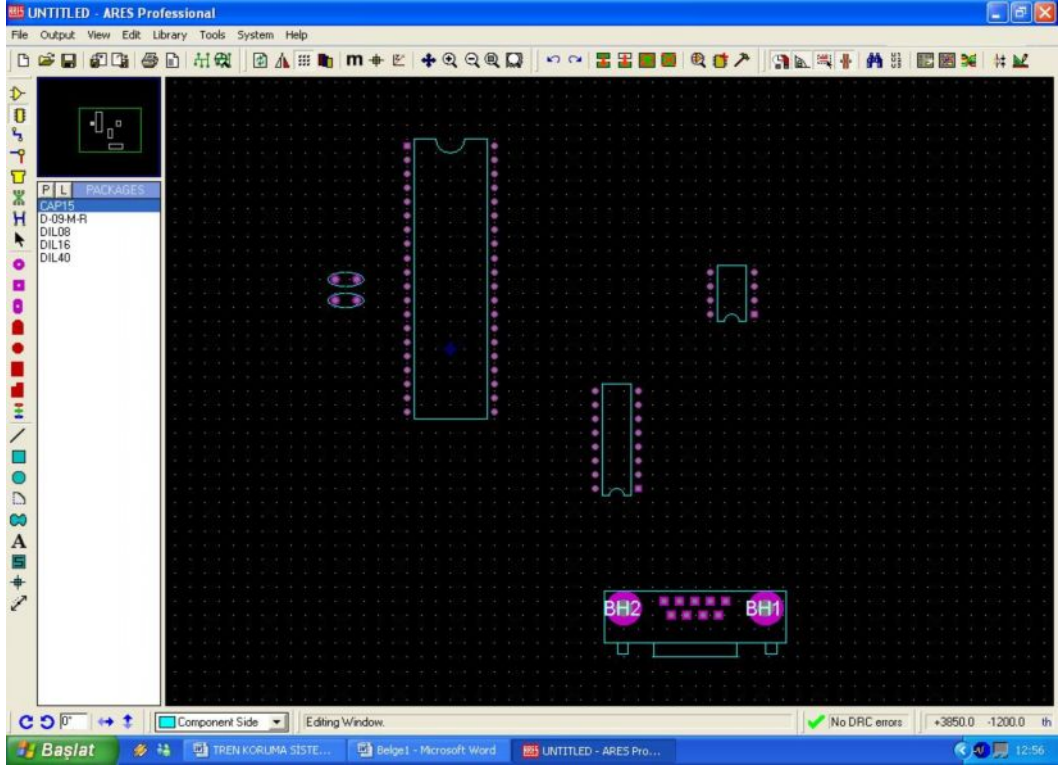 UNTITLED - ARES Professional
File Output View Edit Library Tools System Help
P L PACKAGES
CAP15
D-09-M-R
DIL08
DIL16
DIL40
BH2 BH1
0° Component Side Editing Window. No DRC errors +3850.0 -1200.0 th
Başlat TREN KORUMA SİSTE... Belge1 - Microsoft Word UNTITLED - ARES Pro... 12:56